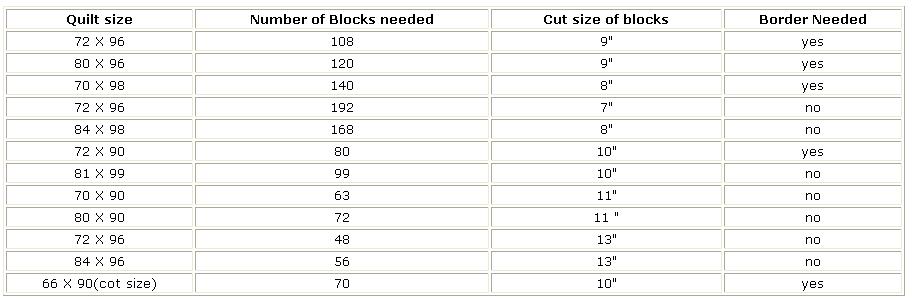 Quilt size Number of Blocks needed Cut size of blocks Border Needed
72 X 96 108 9" yes
80 X 96 120 9" yes
70 X 98 140 8" yes
72 X 96 192 7" no
84 X 98 168 8" no
72 X 90 80 10" yes
81 X 99 99 10" no
70 X 90 63 11" no
80 X 90 72 11 " no
72 X 96 48 13" no
84 X 96 56 13" no
66 X 90(cot size) 70 10" yes